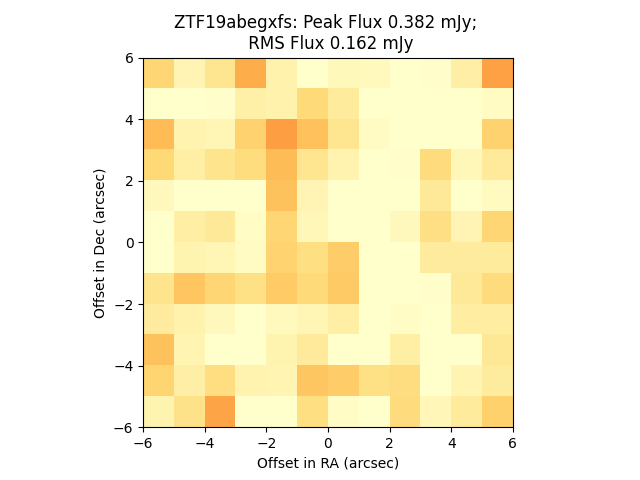 ZTF19abegxfs: Peak Flux 0.382 mJy;
RMS Flux 0.162 mJy
6
4
2
0
−2
−4
−6
Offset in Dec (arcsec)
−6 −4 −2 0 2 4 6
Offset in RA (arcsec)